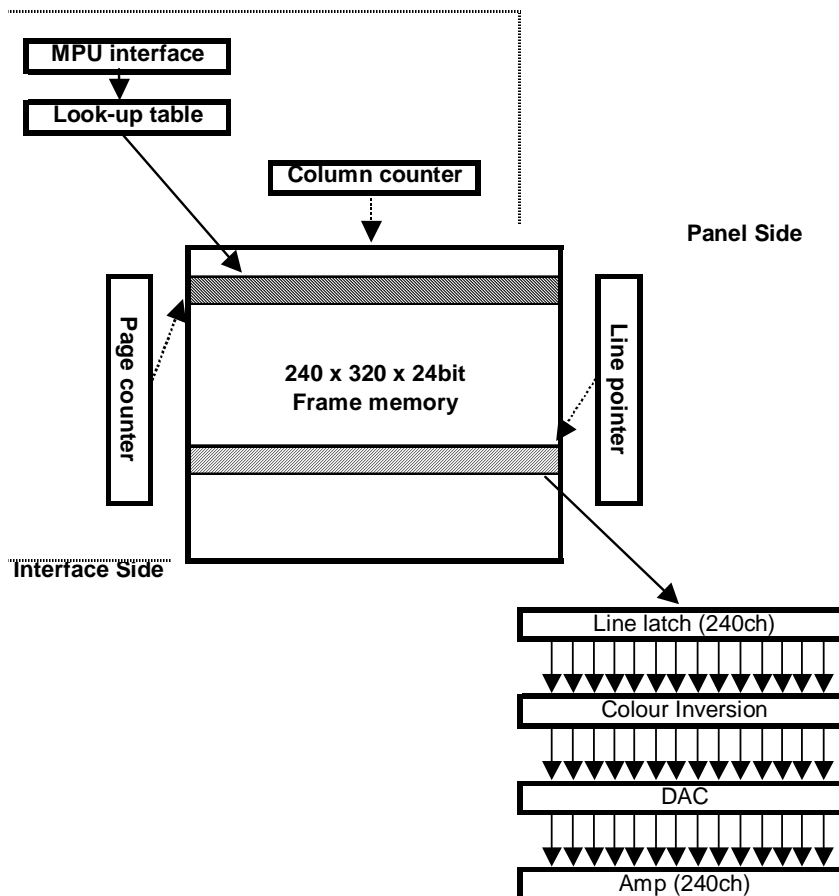 MPU interface
Look-up table
Column counter
Panel Side
Page counter
Line pointer
240 x 320 x 24bit
Frame memory
Interface Side
Line latch (240ch)
Colour Inversion
DAC
Amp (240ch)